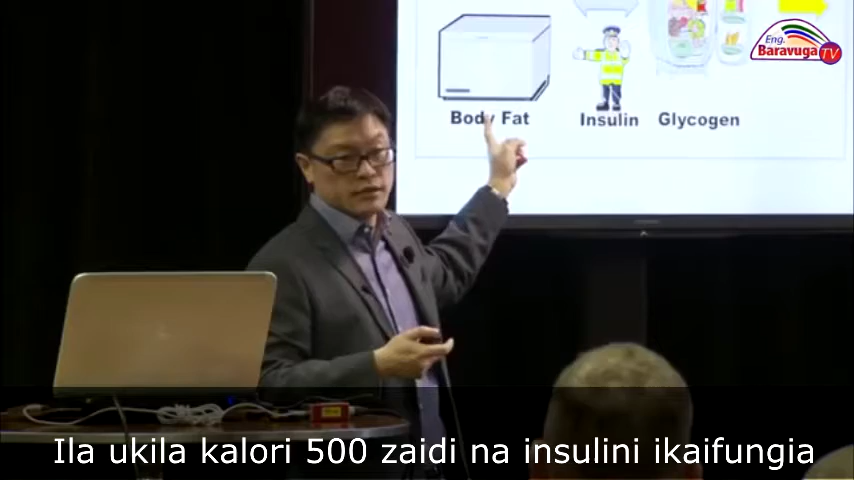 Eng.
Baravuga TV
Body Fat
Insulin
Glycogen
Ila ukila kalori 500 zaidi na insulini ikaifungia